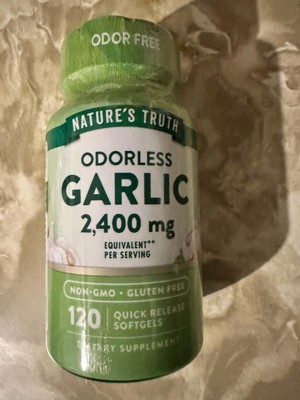 ODOR FREE
NATURE'S TRUTH
ODORLESS
GARLIC
2,400 mg
EQUIVALENT**
PER SERVING
NON-GMO • GLUTEN FREE
120 QUICK RELEASE
SOFTGELS
DIETARY SUPPLEMENT